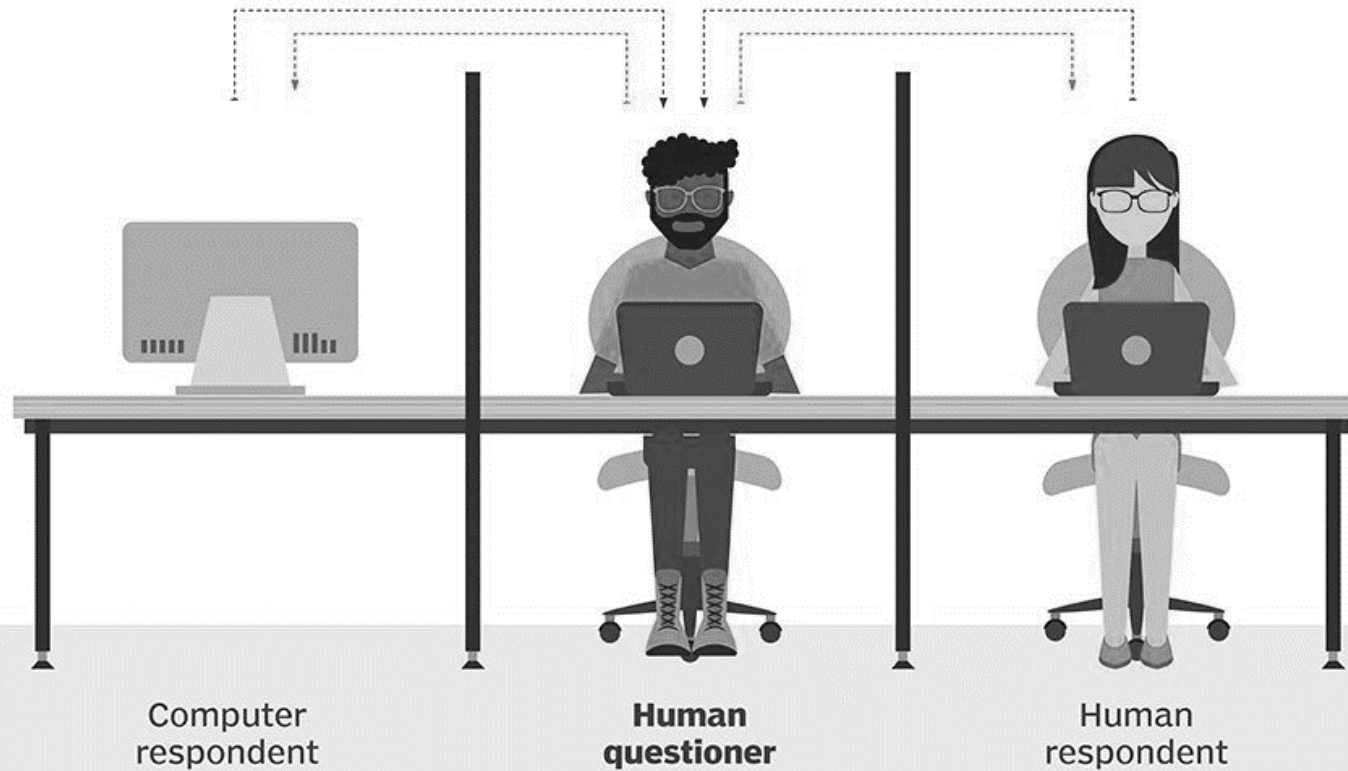 Computer
respondent
Human
questioner
Human
respondent